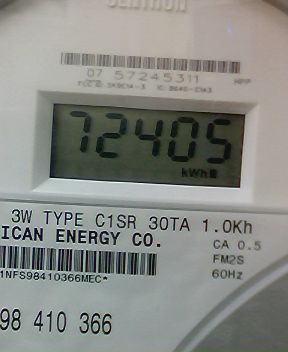 CENTRON
07 57245311
72405
kWh
3W TYPE C1SR 30TA 1.0Kh
ICAN ENERGY CO.
CA 0.5
FM2S
60Hz
1NFS98410366MEC*
98 410 366